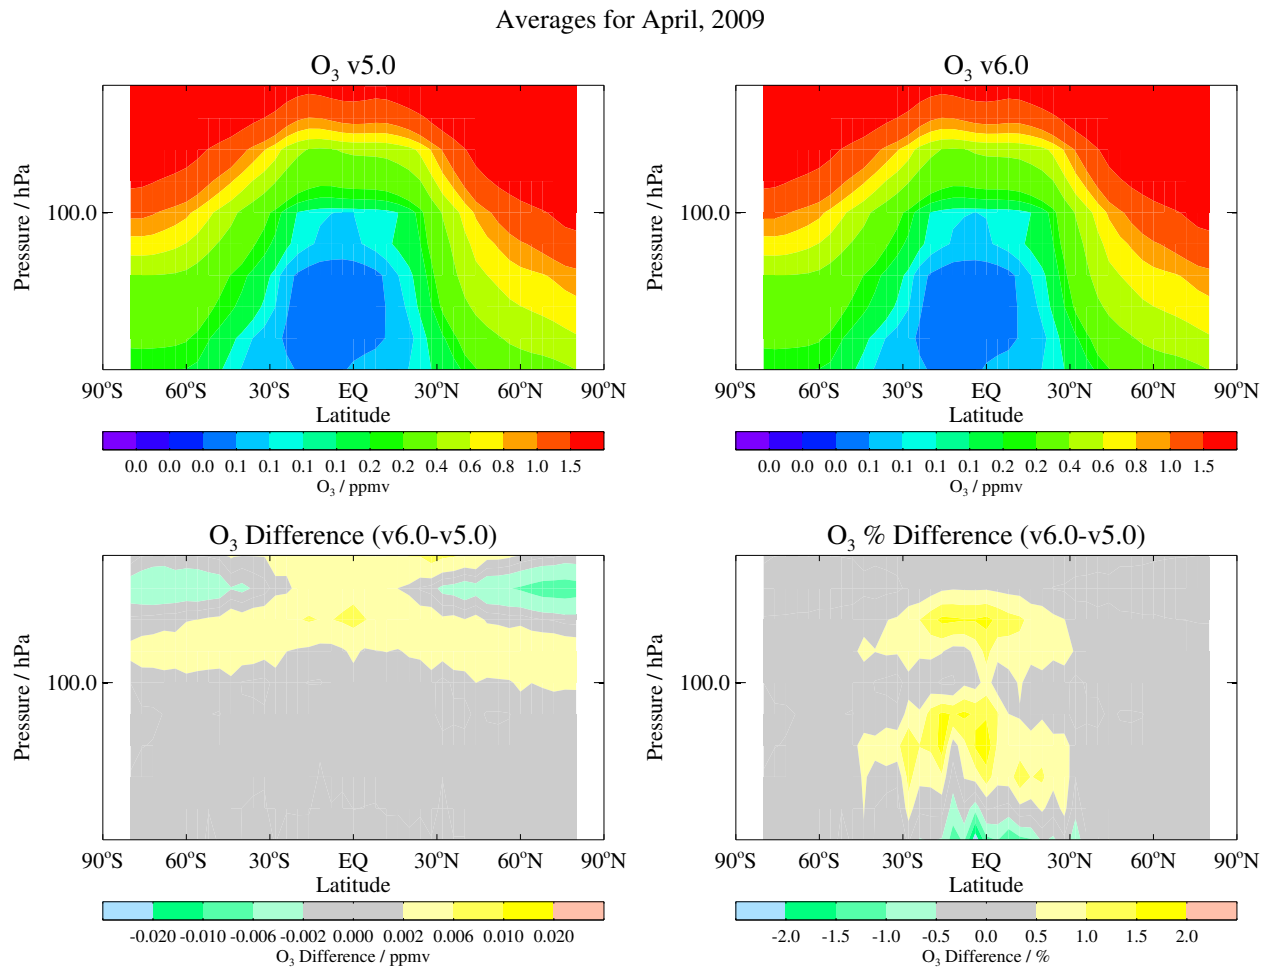 Averages for April, 2009
O3 v5.0
Pressure / hPa
100.0
90°S 60°S 30°S EQ 30°N 60°N 90°N
Latitude
0.0 0.0 0.0 0.1 0.1 0.1 0.2 0.2 0.4 0.6 0.8 1.0 1.5
O3 / ppmv
O3 v6.0
Pressure / hPa
100.0
90°S 60°S 30°S EQ 30°N 60°N 90°N
Latitude
0.0 0.0 0.0 0.1 0.1 0.1 0.2 0.2 0.4 0.6 0.8 1.0 1.5
O3 / ppmv
O3 Difference (v6.0-v5.0)
Pressure / hPa
100.0
90°S 60°S 30°S EQ 30°N 60°N 90°N
Latitude
-0.020 -0.010 -0.006 -0.002 0.000 0.002 0.006 0.010 0.020
O3 Difference / ppmv
O3 % Difference (v6.0-v5.0)
Pressure / hPa
100.0
90°S 60°S 30°S EQ 30°N 60°N 90°N
Latitude
-2.0 -1.5 -1.0 -0.5 0.0 0.5 1.0 1.5 2.0
O3 Difference / %